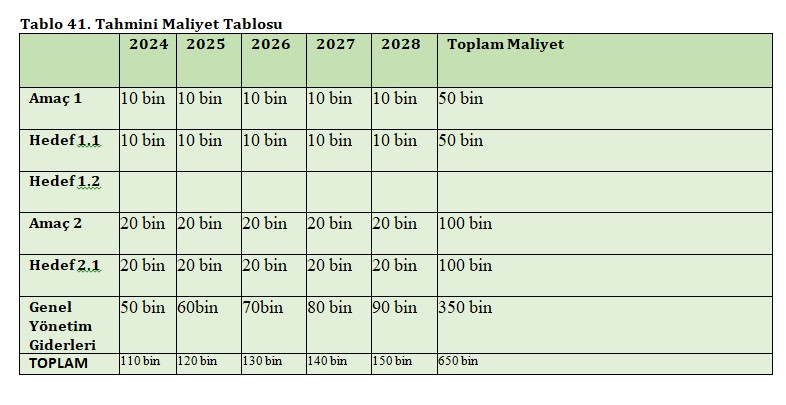 Tablo 41. Tahmini Maliyet Tablosu
2024 2025 2026 2027 2028 Toplam Maliyet
Amaç 1 10 bin 10 bin 10 bin 10 bin 10 bin 50 bin
Hedef 1.1 10 bin 10 bin 10 bin 10 bin 10 bin 50 bin
Hedef 1.2
Amaç 2 20 bin 20 bin 20 bin 20 bin 20 bin 100 bin
Hedef 2.1 20 bin 20 bin 20 bin 20 bin 20 bin 100 bin
Genel 50 bin 60bin 70bin 80 bin 90 bin 350 bin
Yönetim
Giderleri
TOPLAM 110 bin 120 bin 130 bin 140 bin 150 bin 650 bin